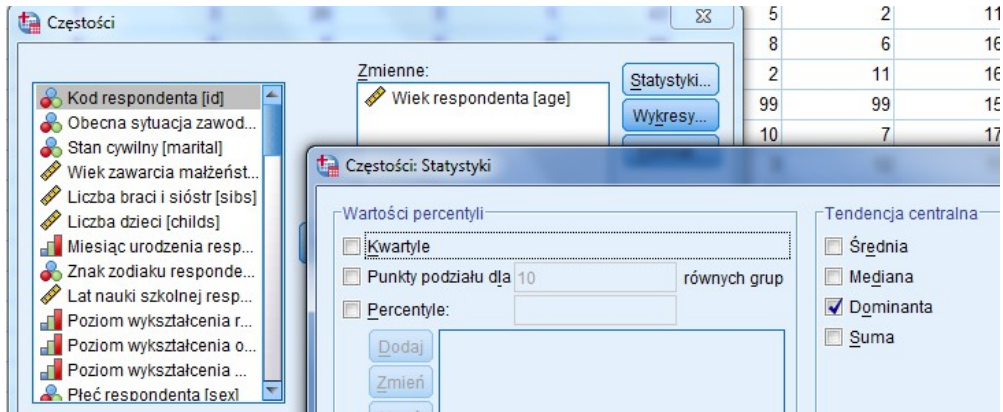 Częstości
Kod respondenta [id]
Obecna sytuacja zawod...
Stan cywilny [marital]
Wiek zawarcia małżeńst...
Liczba braci i sióstr [sibs]
Liczba dzieci [childs]
Miesiąc urodzenia resp...
Znak zodiaku responde...
Lat nauki szkolnej resp...
Poziom wykształcenia r...
Poziom wykształcenia o...
Poziom wykształcenia ...
Płeć respondenta [sex]
Zmienne:
Wiek respondenta [age]
Statystyki...
Wykresy...
5 2 11
8 6 16
2 11 16
99 99 15
10 7 17
Częstości: Statystyki
Wartości percentyli
Kwartyle
Punkty podziału dla 10 równych grup
Percentyle:
Dodaj
Zmień
Tendencja centralna
Średnia
Mediana
Dominanta
Suma